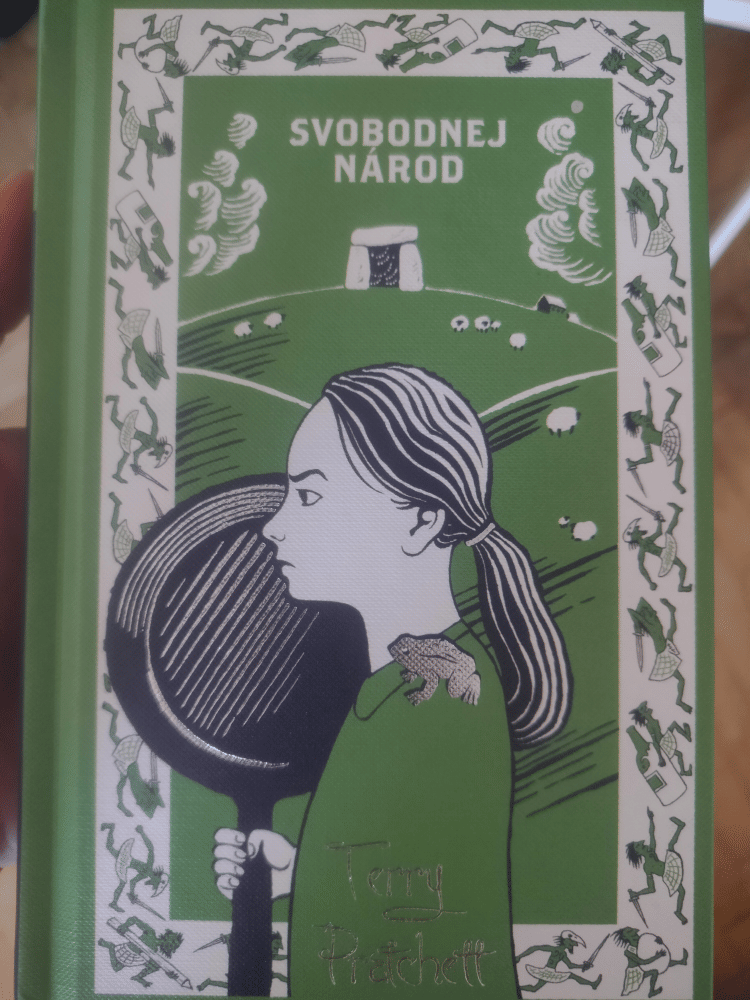 SVOBODNEJ
NÁROD
Terry
Pratchett